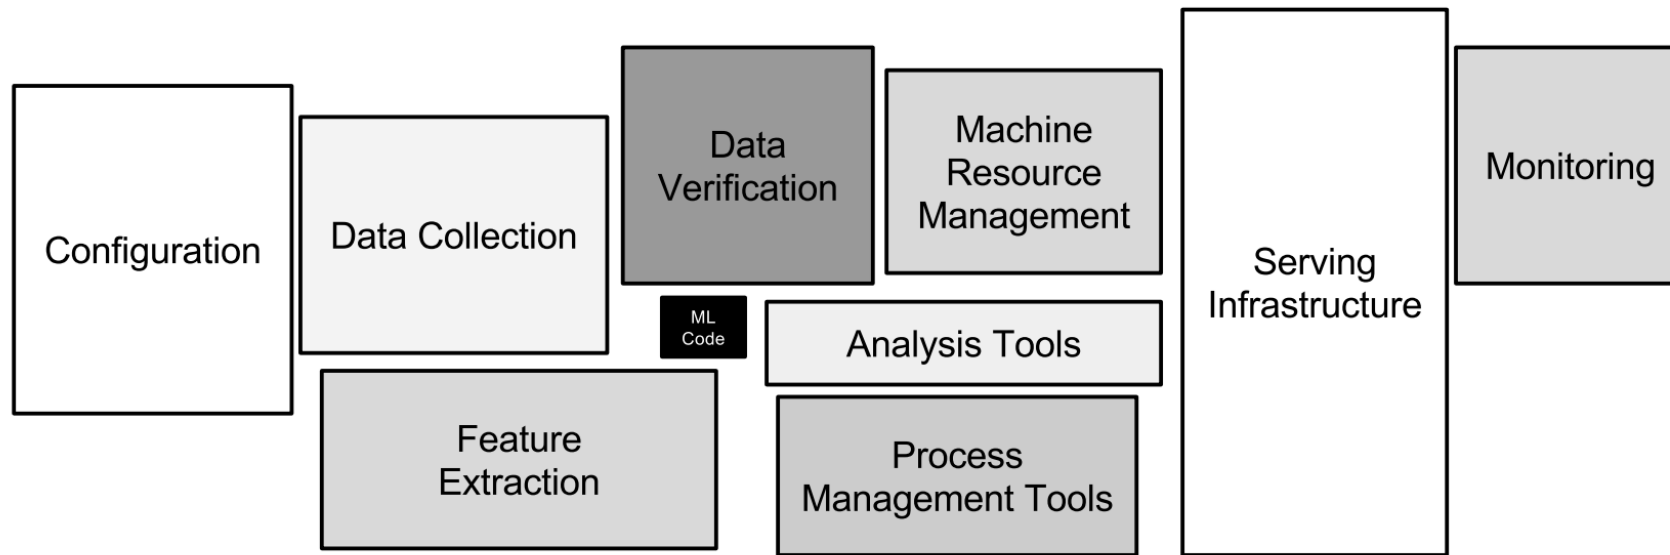 Configuration
Data Collection
Feature
Extraction
Data
Verification
ML
Code
Machine
Resource
Management
Analysis Tools
Process
Management Tools
Serving
Infrastructure
Monitoring